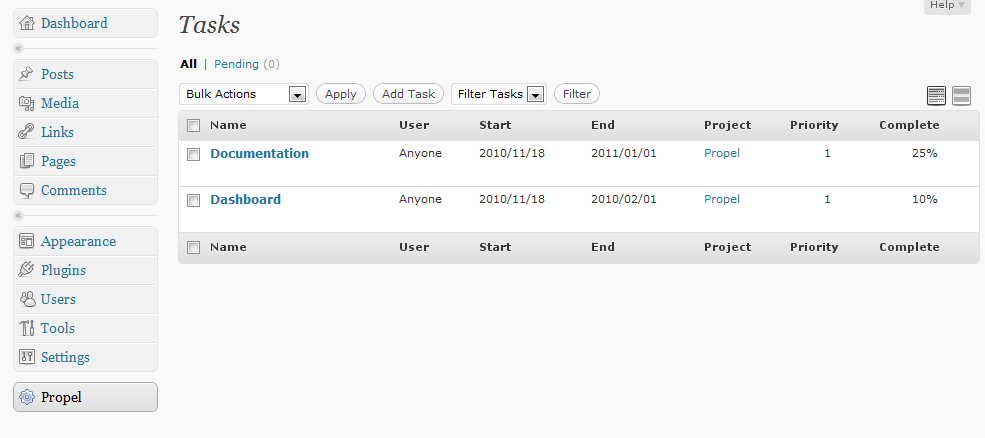 Help
Dashboard
Tasks
All | Pending (0)
Posts
Media
Links
Pages
Comments
Appearance
Plugins
Users
Tools
Settings
Propel
Bulk Actions Apply Add Task Filter Tasks Filter
Name User Start End Project Priority Complete
Documentation Anyone 2010/11/18 2011/01/01 Propel 1 25%
Dashboard Anyone 2010/11/18 2010/02/01 Propel 1 10%
Name User Start End Project Priority Complete